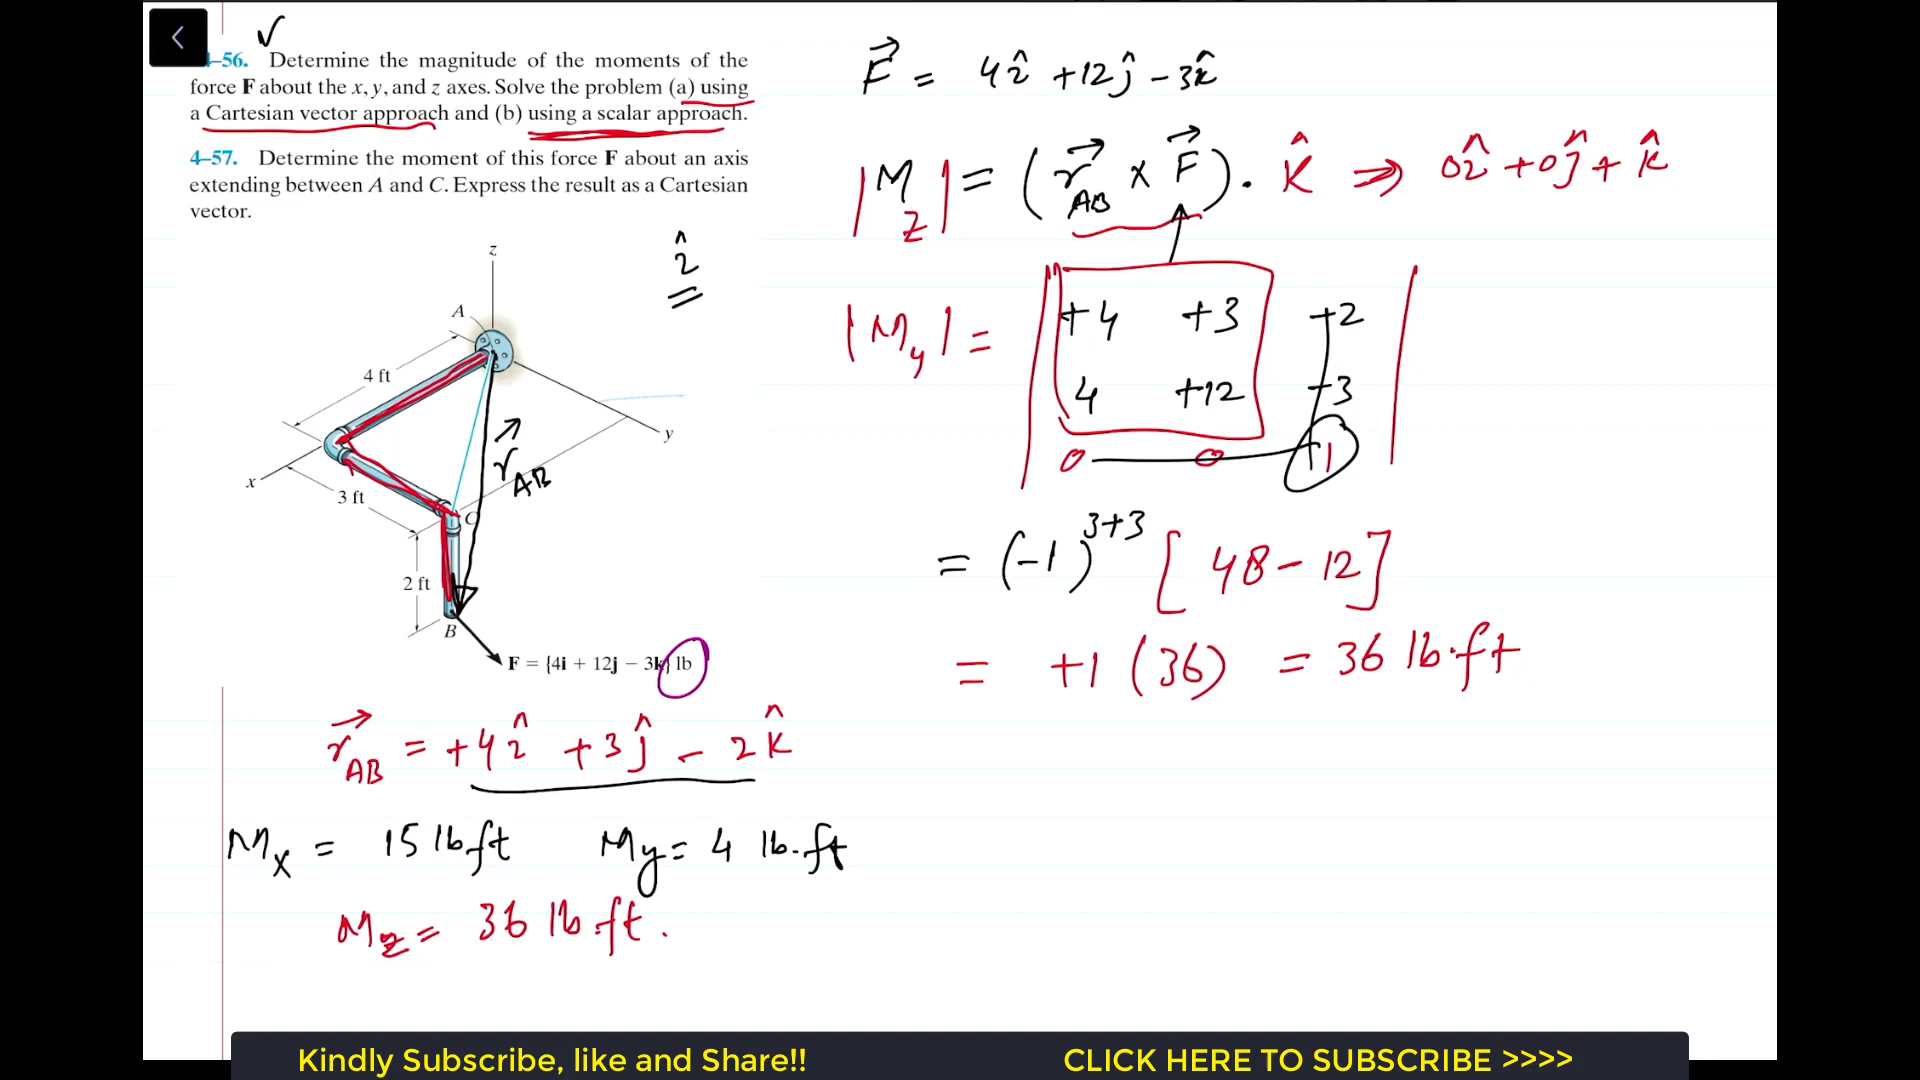 4–56. Determine the magnitude of the moments of the
force F about the x, y, and z axes. Solve the problem (a) using
a Cartesian vector approach and (b) using a scalar approach.
4–57. Determine the moment of this force F about an axis
extending between A and C. Express the result as a Cartesian
vector.
z
î
A
4 ft
y
r⃗AB
x
3 ft
C
2 ft
B
F = {4i + 12j − 3k} lb
r⃗AB = +4î +3ĵ − 2k̂
Mx = 15 lb.ft My = 4 lb.ft
Mz = 36 lb.ft.
F⃗ = 4î +12ĵ − 3k̂
|Mz| = (r⃗AB × F⃗) . k̂ ⇒ 0î +0ĵ + k̂
|My| =
+4 +3 −2
4 +12 −3
0 0 +1
= (−1)^3+3 [48 − 12]
= +1 (36) = 36 lb.ft
Kindly Subscribe, like and Share!! CLICK HERE TO SUBSCRIBE >>>>